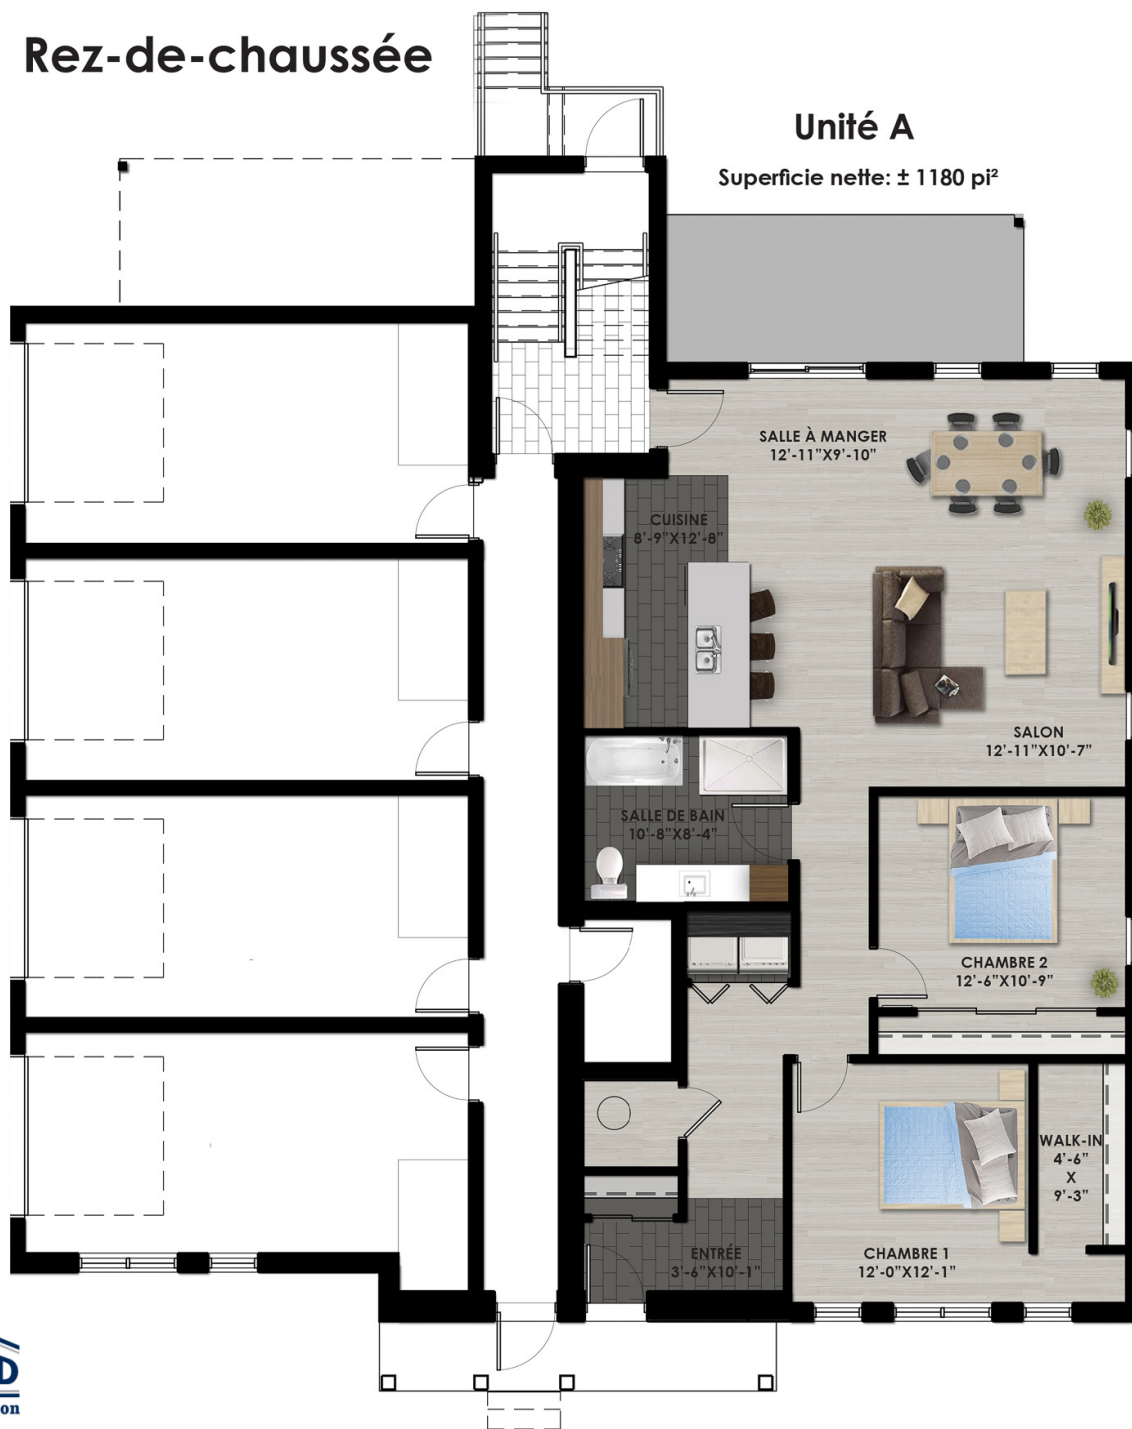 Rez-de-chaussée
Unité A
Superficie nette: ± 1180 pi²
SALLE À MANGER
12'-11"X9'-10"
CUISINE
8'-9"X12'-8"
SALON
12'-11"X10'-7"
SALLE DE BAIN
10'-8"X8'-4"
CHAMBRE 2
12'-6"X10'-9"
WALK-IN
4'-6"
X
9'-3"
ENTRÉE
3'-6"X10'-1"
CHAMBRE 1
12'-0"X12'-1"
D
on